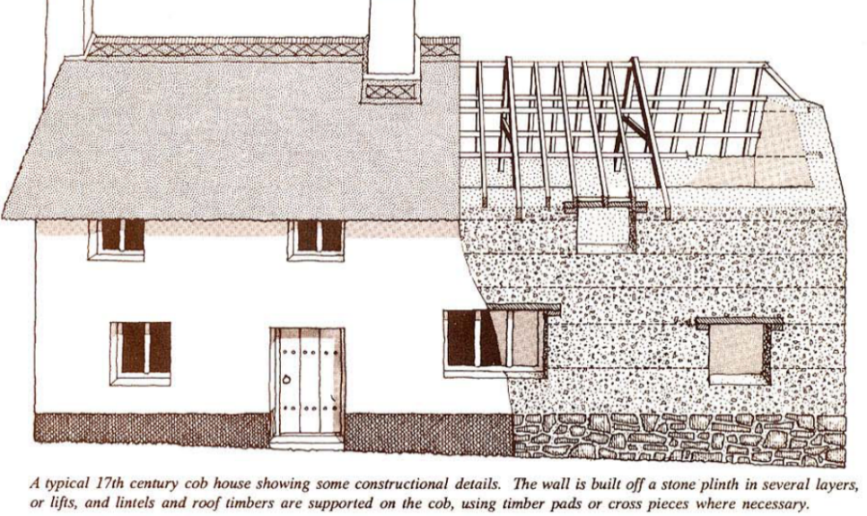 A typical 17th century cob house showing some constructional details. The wall is built off a stone plinth in several layers,
or lifts, and lintels and roof timbers are supported on the cob, using timber pads or cross pieces where necessary.